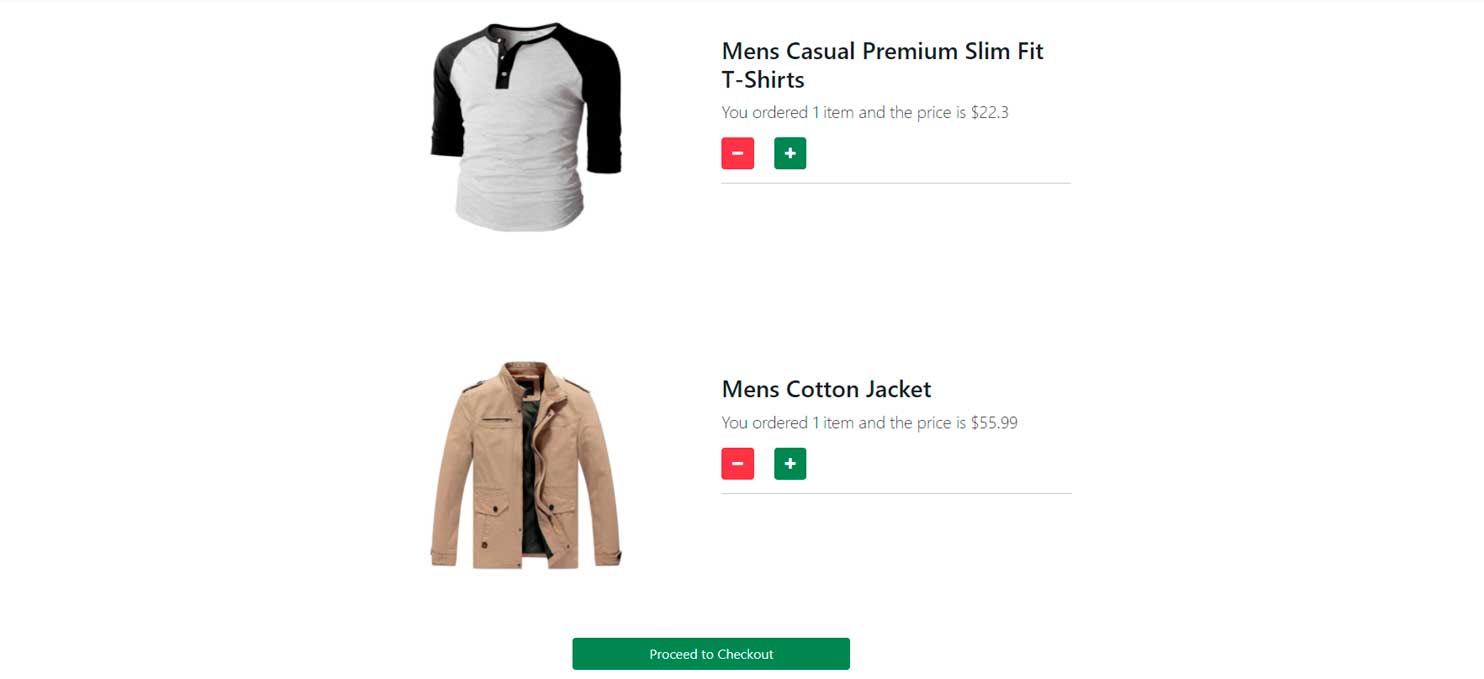 Mens Casual Premium Slim Fit
T-Shirts
You ordered 1 item and the price is $22.3
Mens Cotton Jacket
You ordered 1 item and the price is $55.99
Proceed to Checkout